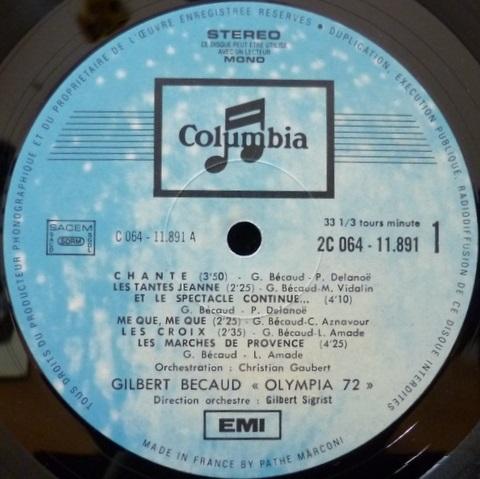 TOUS DROITS DU PRODUCTEUR PHONOGRAPHIQUE ET DU PROPRIETAIRE DE L'ŒUVRE ENREGISTREE RESERVES • DUPLICATION, EXECUTION PUBLIQUE, RADIODIFFUSION DE CE DISQUE INTERDITES
STEREO
CE DISQUE PEUT ETRE UTILISE
AVEC UN LECTEUR
MONO
Columbia
SACEM
SDRM
C 064 - 11.891 A
33 1/3 tours minute
2C 064 - 11.891 1
CHANTE (3'50) - G. Bécaud - P. Delanoë
LES TANTES JEANNE (2'25) - G. Bécaud-M. Vidalin
ET LE SPECTACLE CONTINUE... (4'10)
G. Bécaud - P. Delanoë
ME QUE, ME QUE (2'25) - G. Bécaud-C. Aznavour
LES CROIX (2'35) - G. Bécaud-L. Amade
LES MARCHES DE PROVENCE (4'25)
G. Bécaud - L. Amade
Orchestration : Christian Gaubert
GILBERT BECAUD « OLYMPIA 72 »
Direction orchestre : Gilbert Sigrist
EMI
MADE IN FRANCE BY PATHE MARCONI